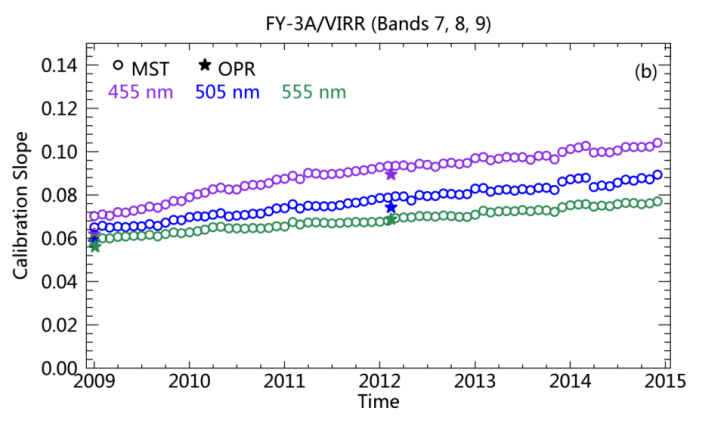 FY-3A/VIRR (Bands 7, 8, 9)
0.14
0.12
0.10
0.08
0.06
0.04
0.02
0.00
Calibration Slope
MST OPR
455 nm 505 nm 555 nm
(b)
2009 2010 2011 2012 2013 2014 2015
Time